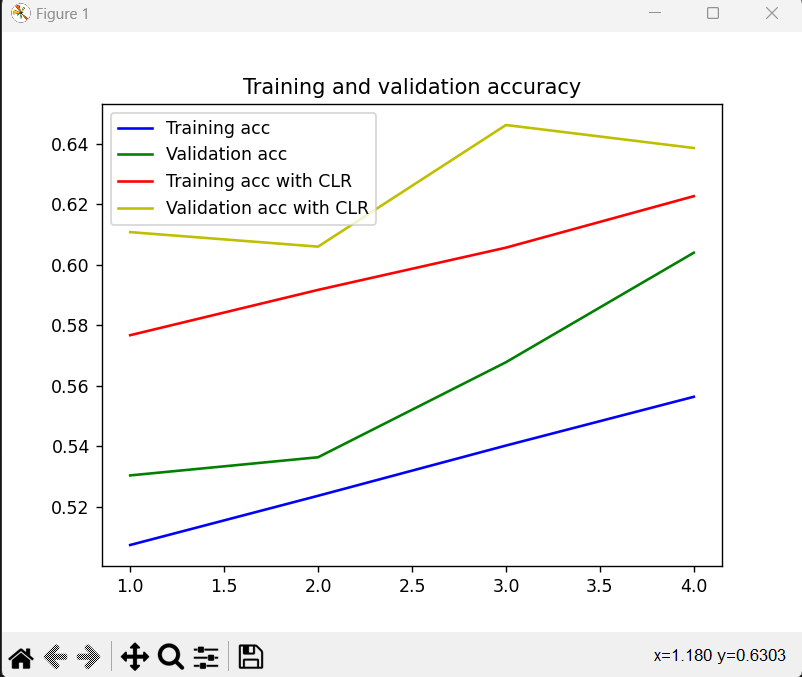 Figure 1
Training and validation accuracy
Training acc
Validation acc
Training acc with CLR
Validation acc with CLR
0.64
0.62
0.60
0.58
0.56
0.54
0.52
1.0 1.5 2.0 2.5 3.0 3.5 4.0
x=1.180 y=0.6303